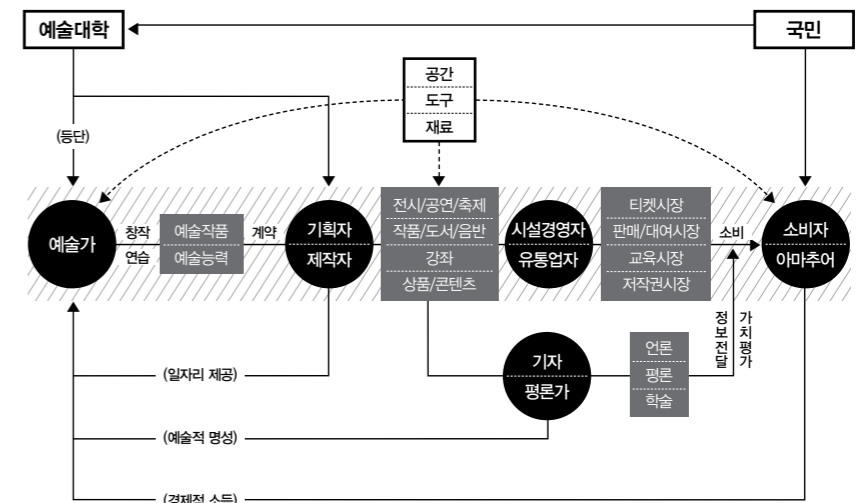 예술대학
국민
공간
도구
재료
(등단)
예술가
창작
연습
예술작품
예술능력
계약
기획자
제작자
전시/공연/축제
작품/도서/음반
강좌
상품/콘텐츠
시설경영자
유통업자
티켓시장
판매/대여시장
교육시장
저작권시장
소비
소비자
아마추어
정보전달
가치평가
기자
평론가
언론
평론
학술
(일자리 제공)
(예술적 명성)
(경제적 소득)